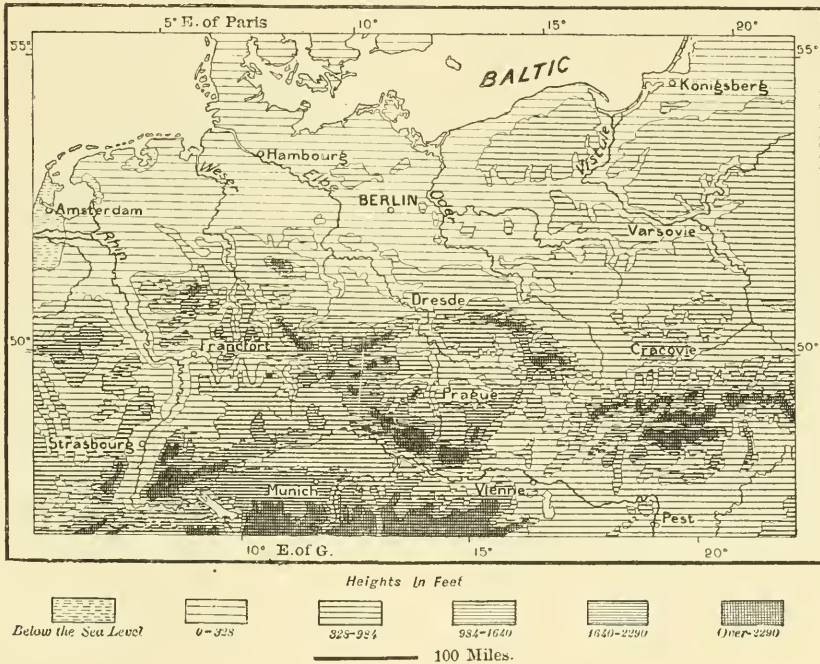 5° E. of Paris 10° 15° 20°
55° 55°
BALTIC
Königsberg
Hambourg
Weser
Elbe
Vistule
BERLIN
Oder
Amsterdam
Varsovie
Rhin
Dresde
50° Francfort Cracovie 50°
Prague
Strasbourg
Munich Vienne
Pest
10° E. of G. 15° 20°
Heights In Feet
Below the Sea Level 0-328 328-984 984-1640 1640-2290 Over-2290
100 Miles.